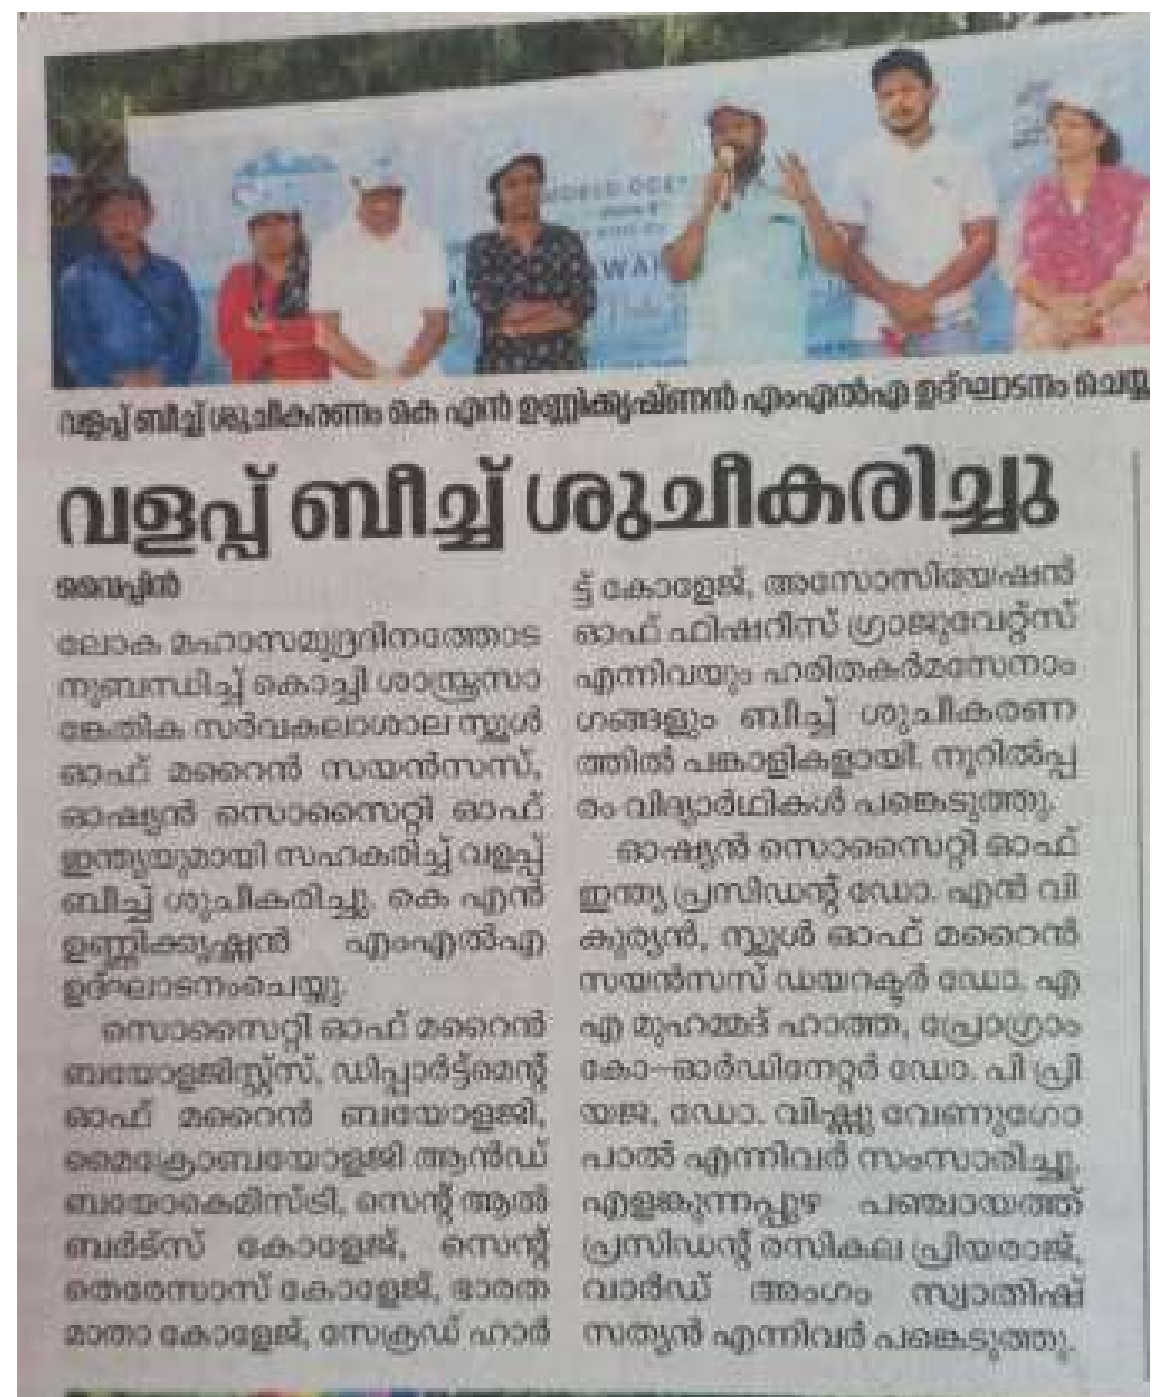 WORLD OCE
വളപ്പ് ബീച്ച് ശുചീകരണം കെ എൻ ഉണ്ണിക്കൃഷ്ണൻ എംഎൽഎ ഉദ്ഘാടനം ചെയ്യു
വളപ്പ് ബീച്ച് ശുചീകരിച്ചു
വൈപ്പിൻ
ലോക മഹാസമുദ്രദിനത്തോട
നുബന്ധിച്ച് കൊച്ചി ശാസ്ത്രസാ
ങ്കേതിക സർവകലാശാല സ്കൂൾ
ഓഫ് മറൈൻ സയൻസസ്,
ഓഷ്യൻ സൊസൈറ്റി ഓഫ്
ഇന്ത്യയുമായി സഹകരിച്ച് വളപ്പ്
ബീച്ച് ശുചീകരിച്ചു. കെ എൻ
ഉണ്ണിക്കൃഷ്ണൻ എംഎൽഎ
ഉദ്ഘാടനംചെയ്തു.
സൊസൈറ്റി ഓഫ് മറൈൻ
ബയോളജിസ്റ്റ്സ്, ഡിപ്പാർട്ട്മെന്റ്
ഓഫ് മറൈൻ ബയോളജി,
മൈക്രോബയോളജി ആൻഡ്
ബയോകെമിസ്ട്രി, സെന്റ് ആൽ
ബർട്സ് കോളേജ്, സെന്റ്
തെരേസാസ് കോളേജ്, ഭാരത
മാതാ കോളേജ്, സേക്രഡ് ഹാർ
ട്ട് കോളേജ്, അസോസിയേഷൻ
ഓഫ് ഫിഷറീസ് ഗ്രാജുവേറ്റ്സ്
എന്നിവയും ഹരിതകർമസേനാം
ഗങ്ങളും ബീച്ച് ശുചീകരണ
ത്തിൽ പങ്കാളികളായി. നൂറിൽപ്പ
രം വിദ്യാർഥികൾ പങ്കെടുത്തു.
ഓഷ്യൻ സൊസൈറ്റി ഓഫ്
ഇന്ത്യ പ്രസിഡന്റ് ഡോ. എൻ വി
കുര്യൻ, സ്കൂൾ ഓഫ് മറൈൻ
സയൻസസ് ഡയറക്ടർ ഡോ. എ
എ മുഹമ്മദ് ഹാത്ത, പ്രോഗ്രാം
കോ–ഓർഡിനേറ്റർ ഡോ. പി പ്രി
യജ, ഡോ. വിഷ്ണു വേണുഗോ
പാൽ എന്നിവർ സംസാരിച്ചു.
എളങ്കുന്നപ്പുഴ പഞ്ചായത്ത്
പ്രസിഡന്റ് രസികല പ്രിയരാജ്,
വാർഡ് അംഗം സ്വാതിഷ്
സത്യൻ എന്നിവർ പങ്കെടുത്തു.